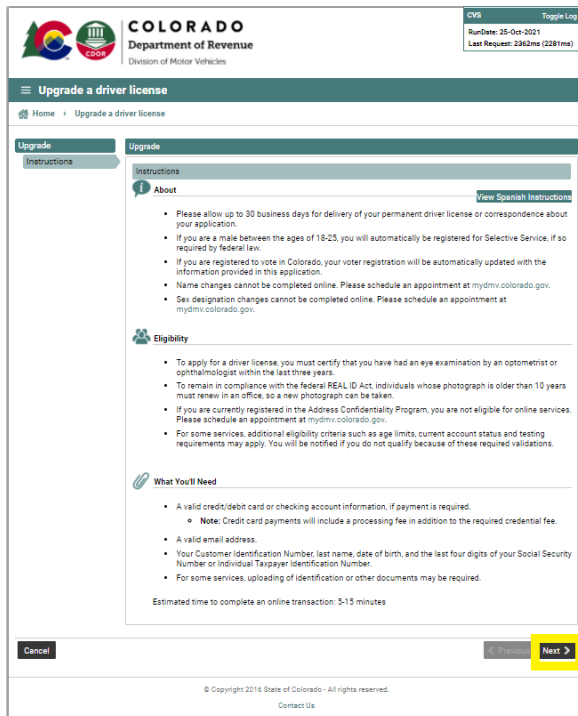 COLORADO
Department of Revenue
Division of Motor Vehicles
CDOR
CVS Toggle Log
RunDate: 25-Oct-2021
Last Request: 2362ms (2281ms)
Upgrade a driver license
Home › Upgrade a driver license
Upgrade
Instructions
Upgrade
Instructions
About
View Spanish Instructions
Please allow up to 30 business days for delivery of your permanent driver license or correspondence about
your application.
If you are a male between the ages of 18-25, you will automatically be registered for Selective Service, if so
required by federal law.
If you are registered to vote in Colorado, your voter registration will be automatically updated with the
information provided in this application.
Name changes cannot be completed online. Please schedule an appointment at mydmv.colorado.gov.
Sex designation changes cannot be completed online. Please schedule an appointment at
mydmv.colorado.gov.
Eligibility
To apply for a driver license, you must certify that you have had an eye examination by an optometrist or
ophthalmologist within the last three years.
To remain in compliance with the federal REAL ID Act, individuals whose photograph is older than 10 years
must renew in an office, so a new photograph can be taken.
If you are currently registered in the Address Confidentiality Program, you are not eligible for online services.
Please schedule an appointment at mydmv.colorado.gov.
For some services, additional eligibility criteria such as age limits, current account status and testing
requirements may apply. You will be notified if you do not qualify because of these required validations.
What You'll Need
A valid credit/debit card or checking account information, if payment is required.
Note: Credit card payments will include a processing fee in addition to the required credential fee.
A valid email address.
Your Customer Identification Number, last name, date of birth, and the last four digits of your Social Security
Number or Individual Taxpayer Identification Number.
For some services, uploading of identification or other documents may be required.
Estimated time to complete an online transaction: 5-15 minutes
Cancel
Previous
Next
© Copyright 2016 State of Colorado - All rights reserved.
Contact Us